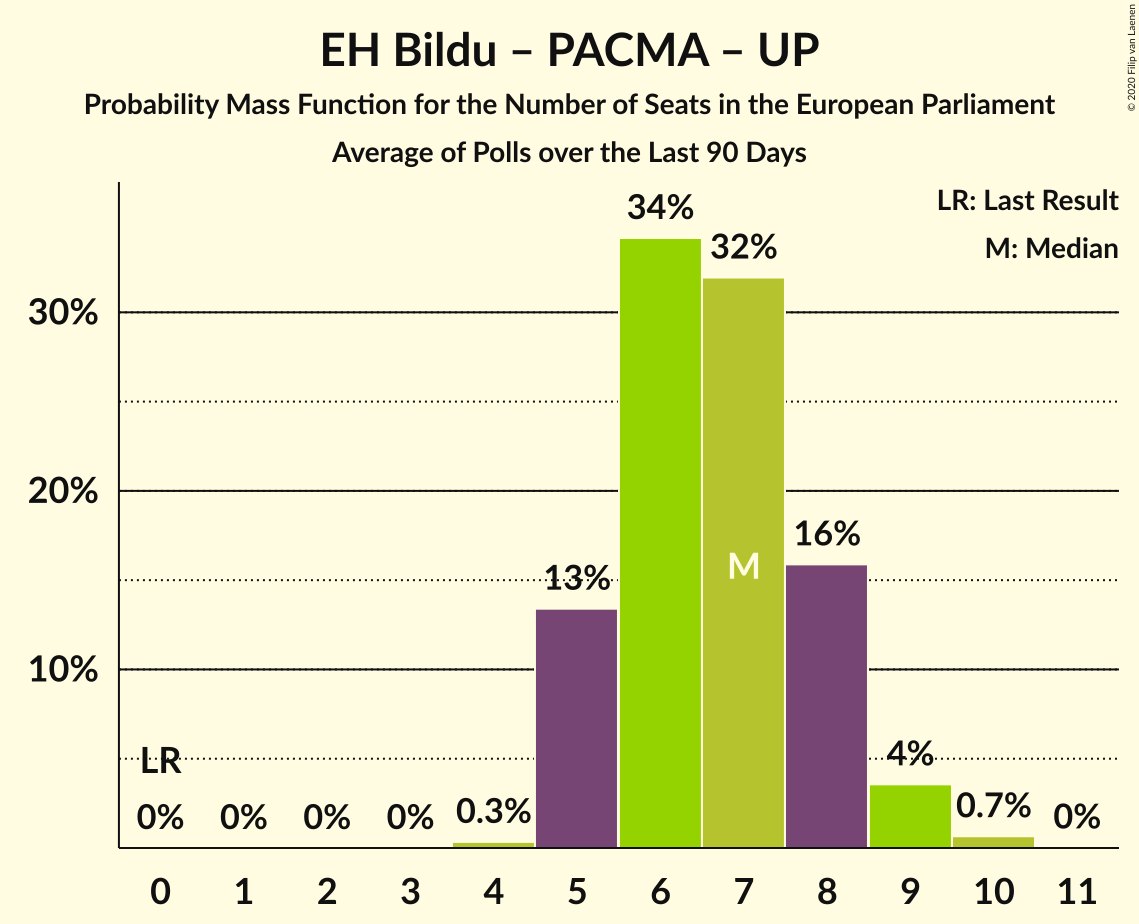 EH Bildu – PACMA – UP
Probability Mass Function for the Number of Seats in the European Parliament
Average of Polls over the Last 90 Days
© 2020 Filip van Laenen
LR: Last Result
M: Median
34%
32%
30%
20%
16%
13%
M
10%
LR
4%
0% 0% 0% 0% 0.3% 0.7% 0%
0 1 2 3 4 5 6 7 8 9 10 11